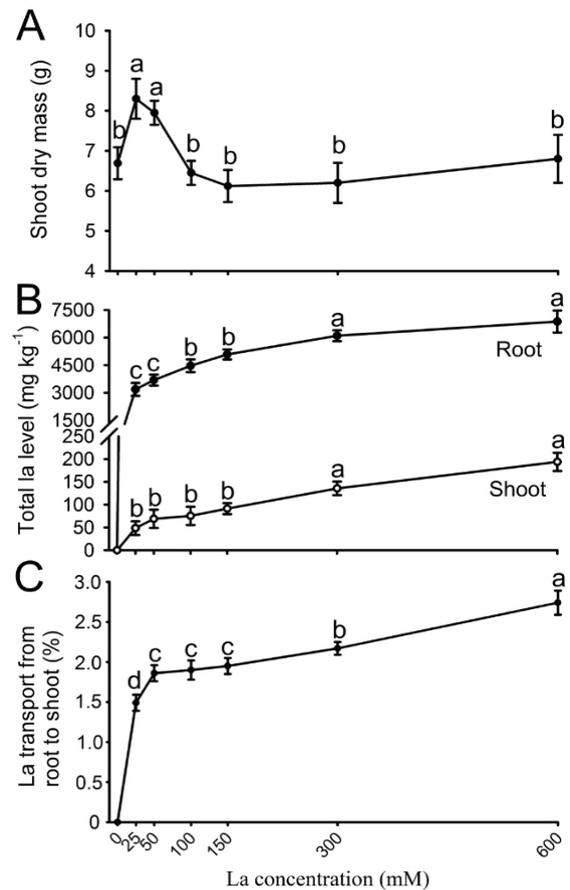 A
Shoot dry mass (g)
10
9
8
7
6
5
4
b
a
a
b
b
b
b
B
Total la level (mg kg⁻¹)
7500
6000
4500
3000
1500
250
200
150
100
50
0
c
c
b
b
a
a
Root
b
b
b
b
a
a
Shoot
C
La transport from
root to shoot (%)
3.0
2.5
2.0
1.5
1.0
0.5
0
d
c
c
c
b
a
0 25 50 100 150 300 600
La concentration (mM)